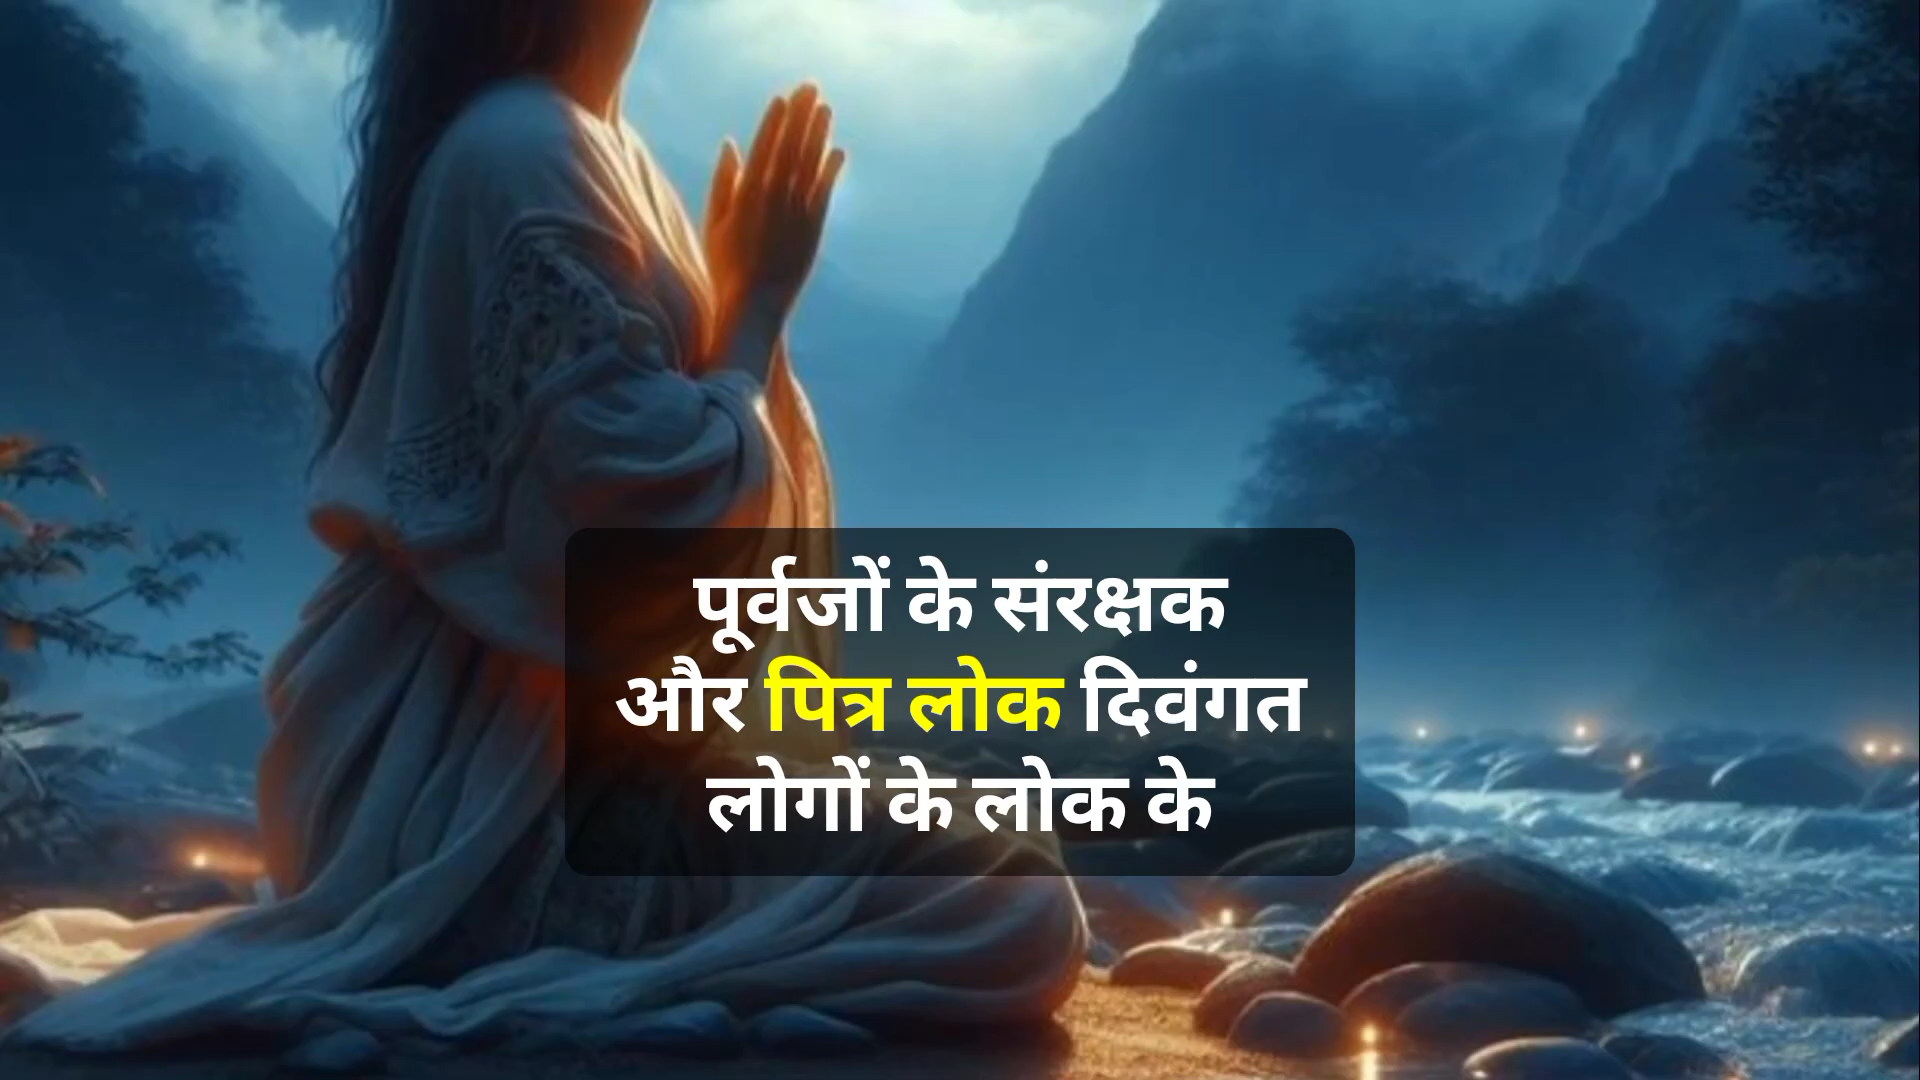 पूर्वजों के संरक्षक
और पित्र लोक दिवंगत
लोगों के लोक के